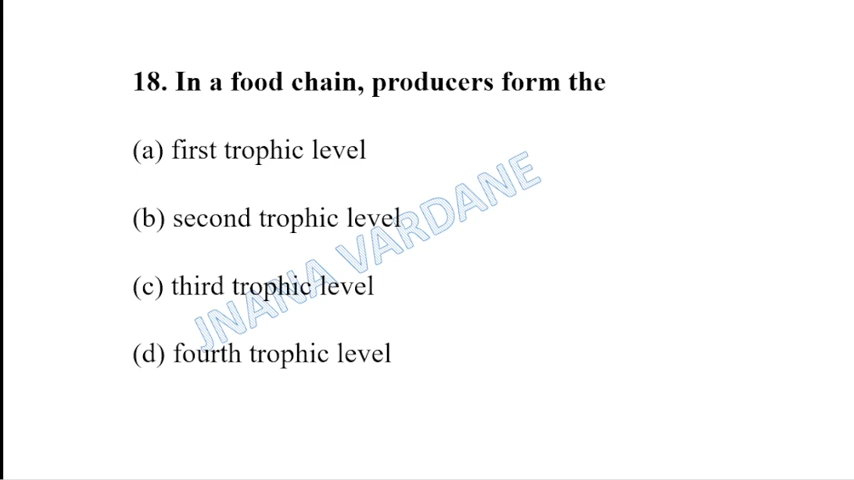 18. In a food chain, producers form the
(a) first trophic level
(b) second trophic level
(c) third trophic level
(d) fourth trophic level
JNANA VARDANE